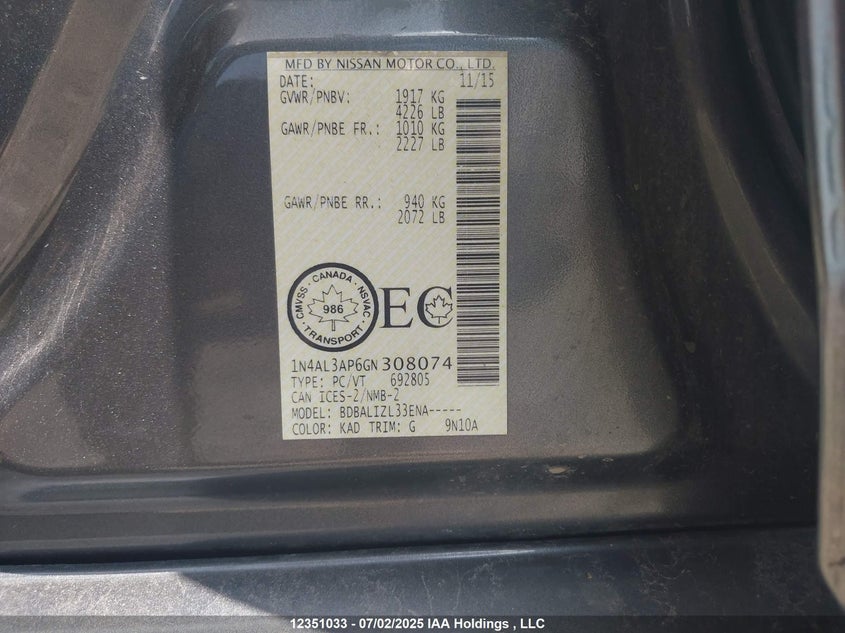 MFD BY NISSAN MOTOR CO., LTD.
DATE: 11/15
GVWR/PNBV: 1917 KG
4226 LB
GAWR/PNBE FR.: 1010 KG
2227 LB
GAWR/PNBE RR.: 940 KG
2072 LB
CMVSS · CANADA · NSVAC · TRANSPORT ·
986
EC
1N4AL3AP6GN308074
TYPE: PC/VT 692805
CAN ICES-2/NMB-2
MODEL: BDBALIZL33ENA-----
COLOR: KAD TRIM: G 9N10A
12351033 - 07/02/2025 IAA Holdings , LLC